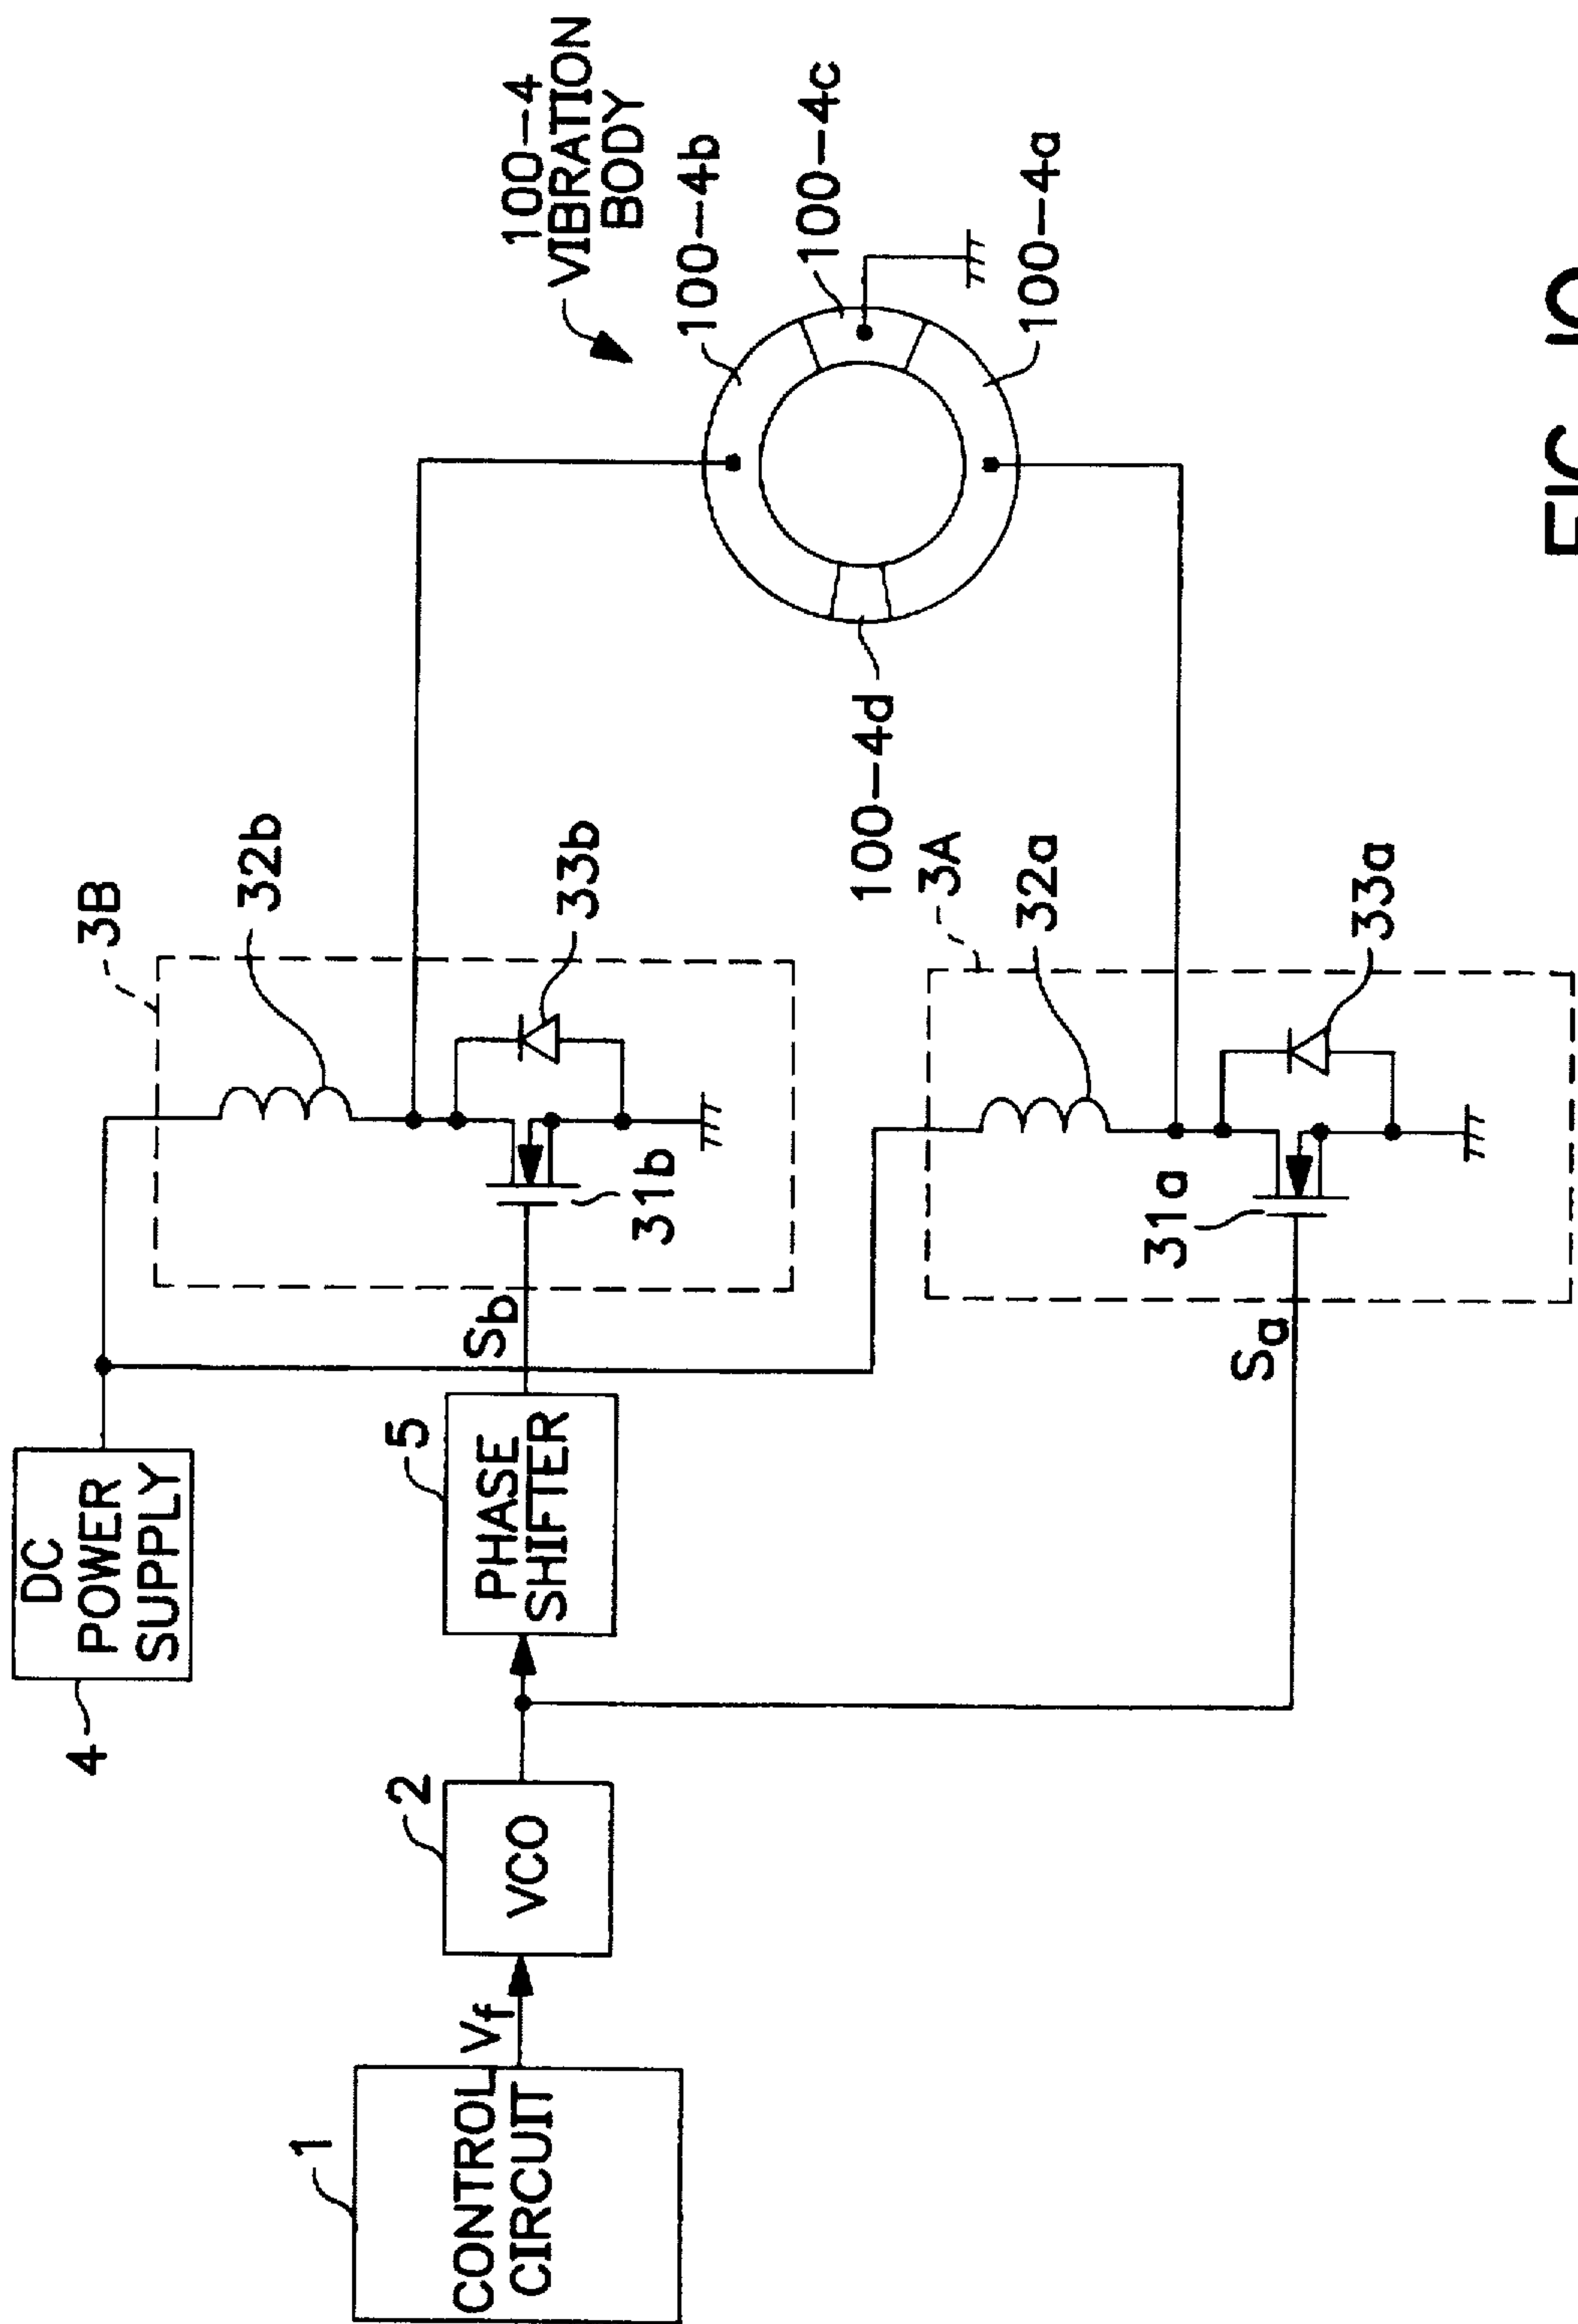 4
DC
POWER
SUPPLY
3B
32b
33b
31b
Sb
5
PHASE
SHIFTER
2
VCO
Vf
1
CONTROL
CIRCUIT
100-4
VIBRATION
BODY
100-4b
100-4c
100-4a
100-4d
3A
32a
33a
31a
Sa
FIG